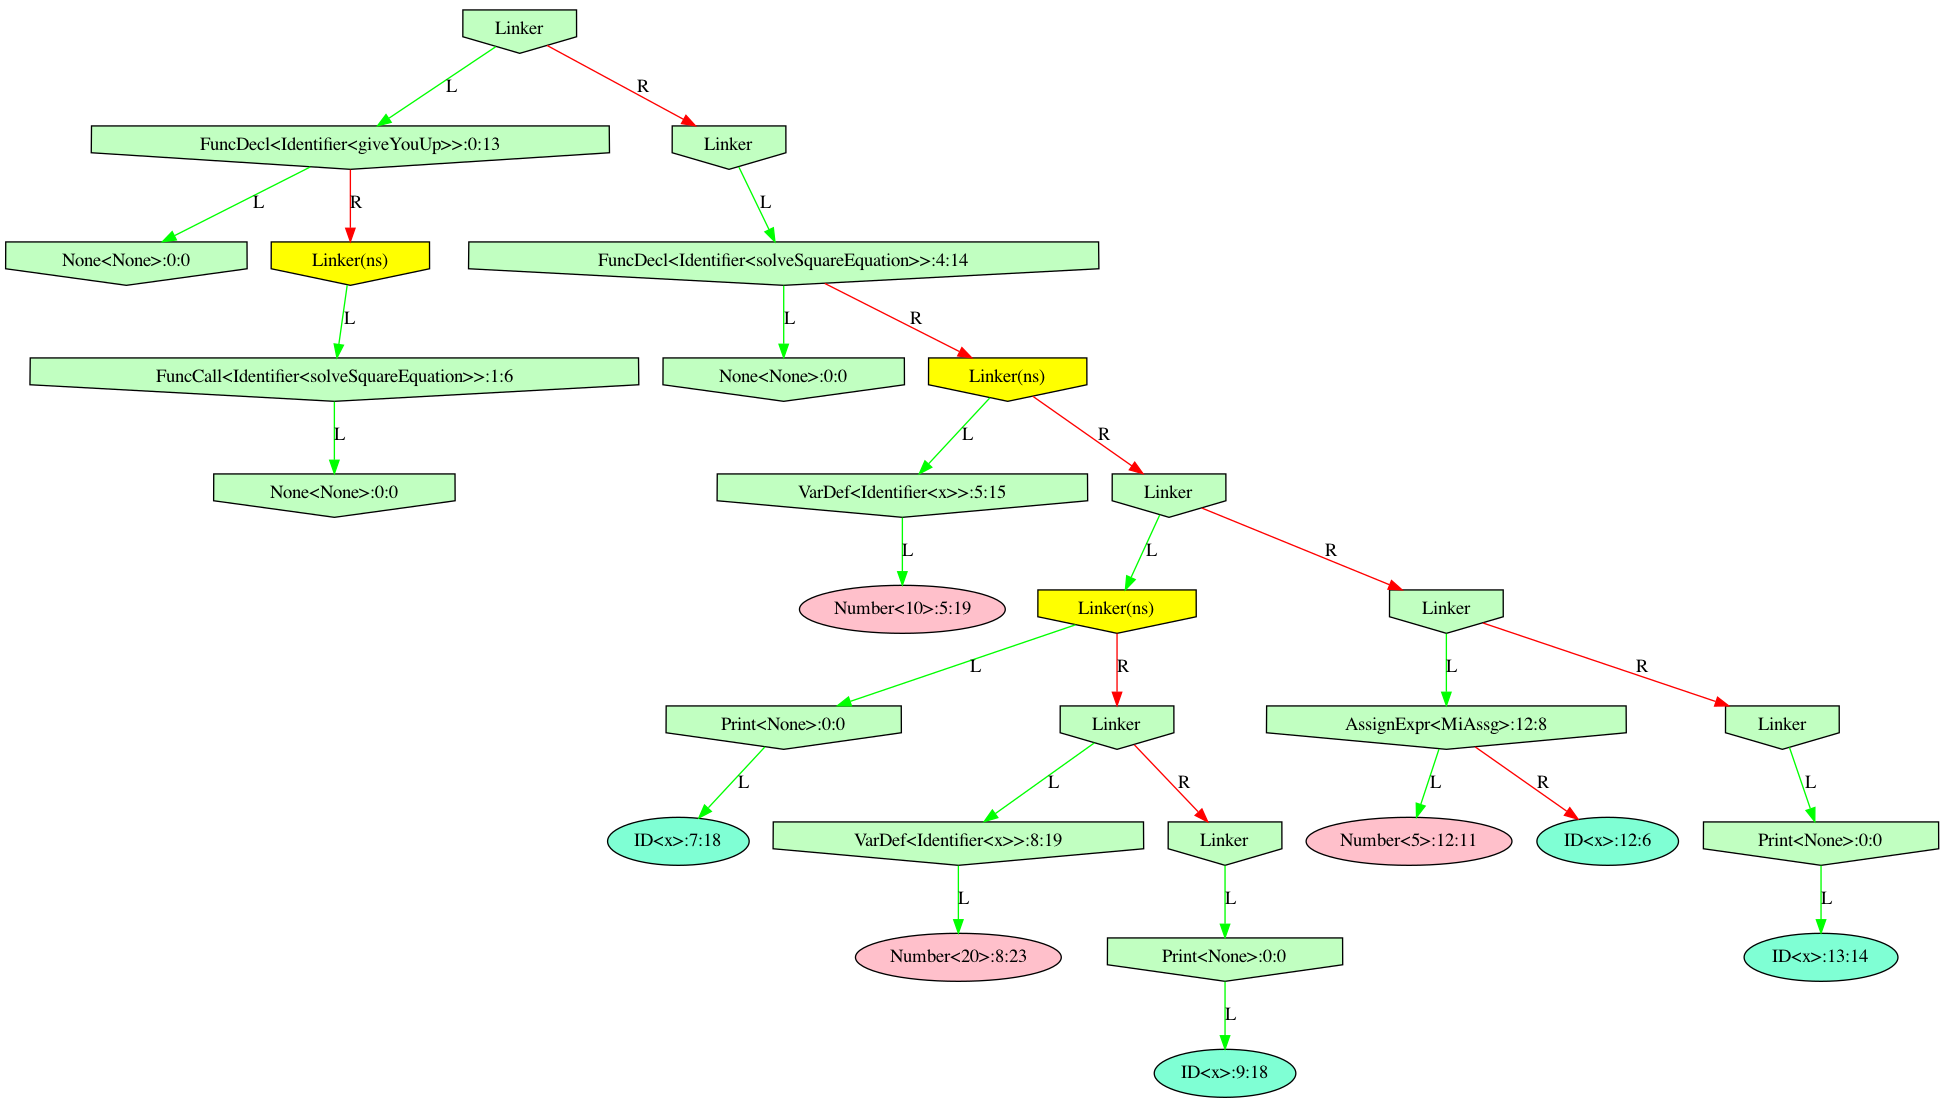 Linker
L
R
FuncDecl<Identifier<giveYouUp>>:0:13
Linker
L
R
L
None<None>:0:0
Linker(ns)
FuncDecl<Identifier<solveSquareEquation>>:4:14
L
L
R
FuncCall<Identifier<solveSquareEquation>>:1:6
None<None>:0:0
Linker(ns)
L
L
R
None<None>:0:0
VarDef<Identifier<x>>:5:15
Linker
L
L
R
Number<10>:5:19
Linker(ns)
Linker
L
R
L
R
Print<None>:0:0
Linker
AssignExpr<MiAssg>:12:8
Linker
L
L
R
L
R
L
ID<x>:7:18
VarDef<Identifier<x>>:8:19
Linker
Number<5>:12:11
ID<x>:12:6
Print<None>:0:0
L
L
L
Number<20>:8:23
Print<None>:0:0
ID<x>:13:14
L
ID<x>:9:18